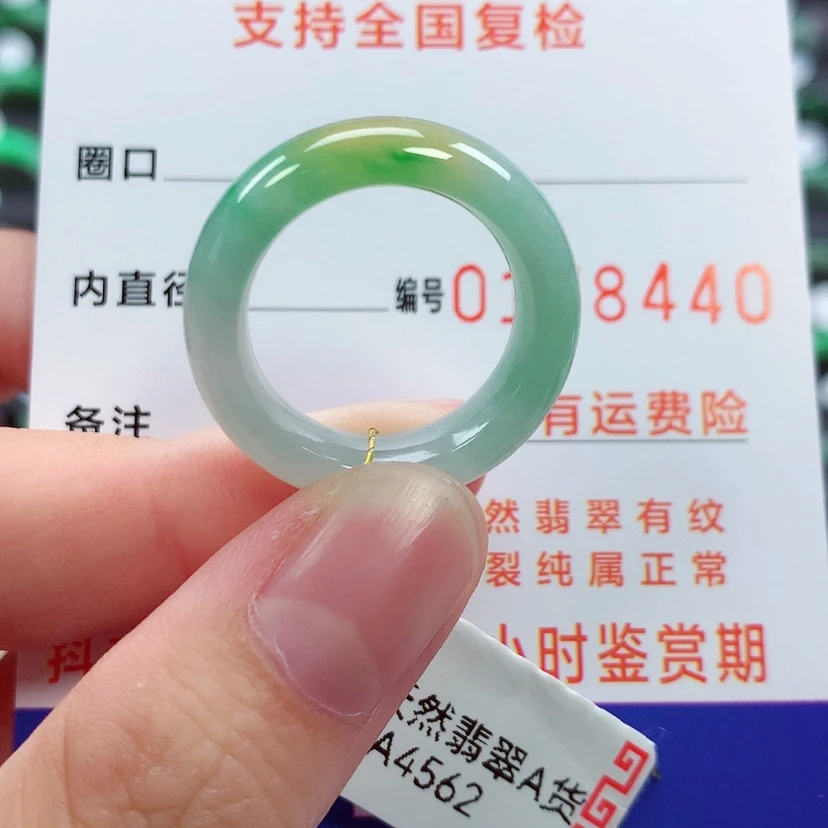 支持全国复检
圈口
内直径 编号 01 8440
备注 有运费险
然翡翠有纹
裂纯属正常
小时鉴赏期
天然翡翠A货
A4562